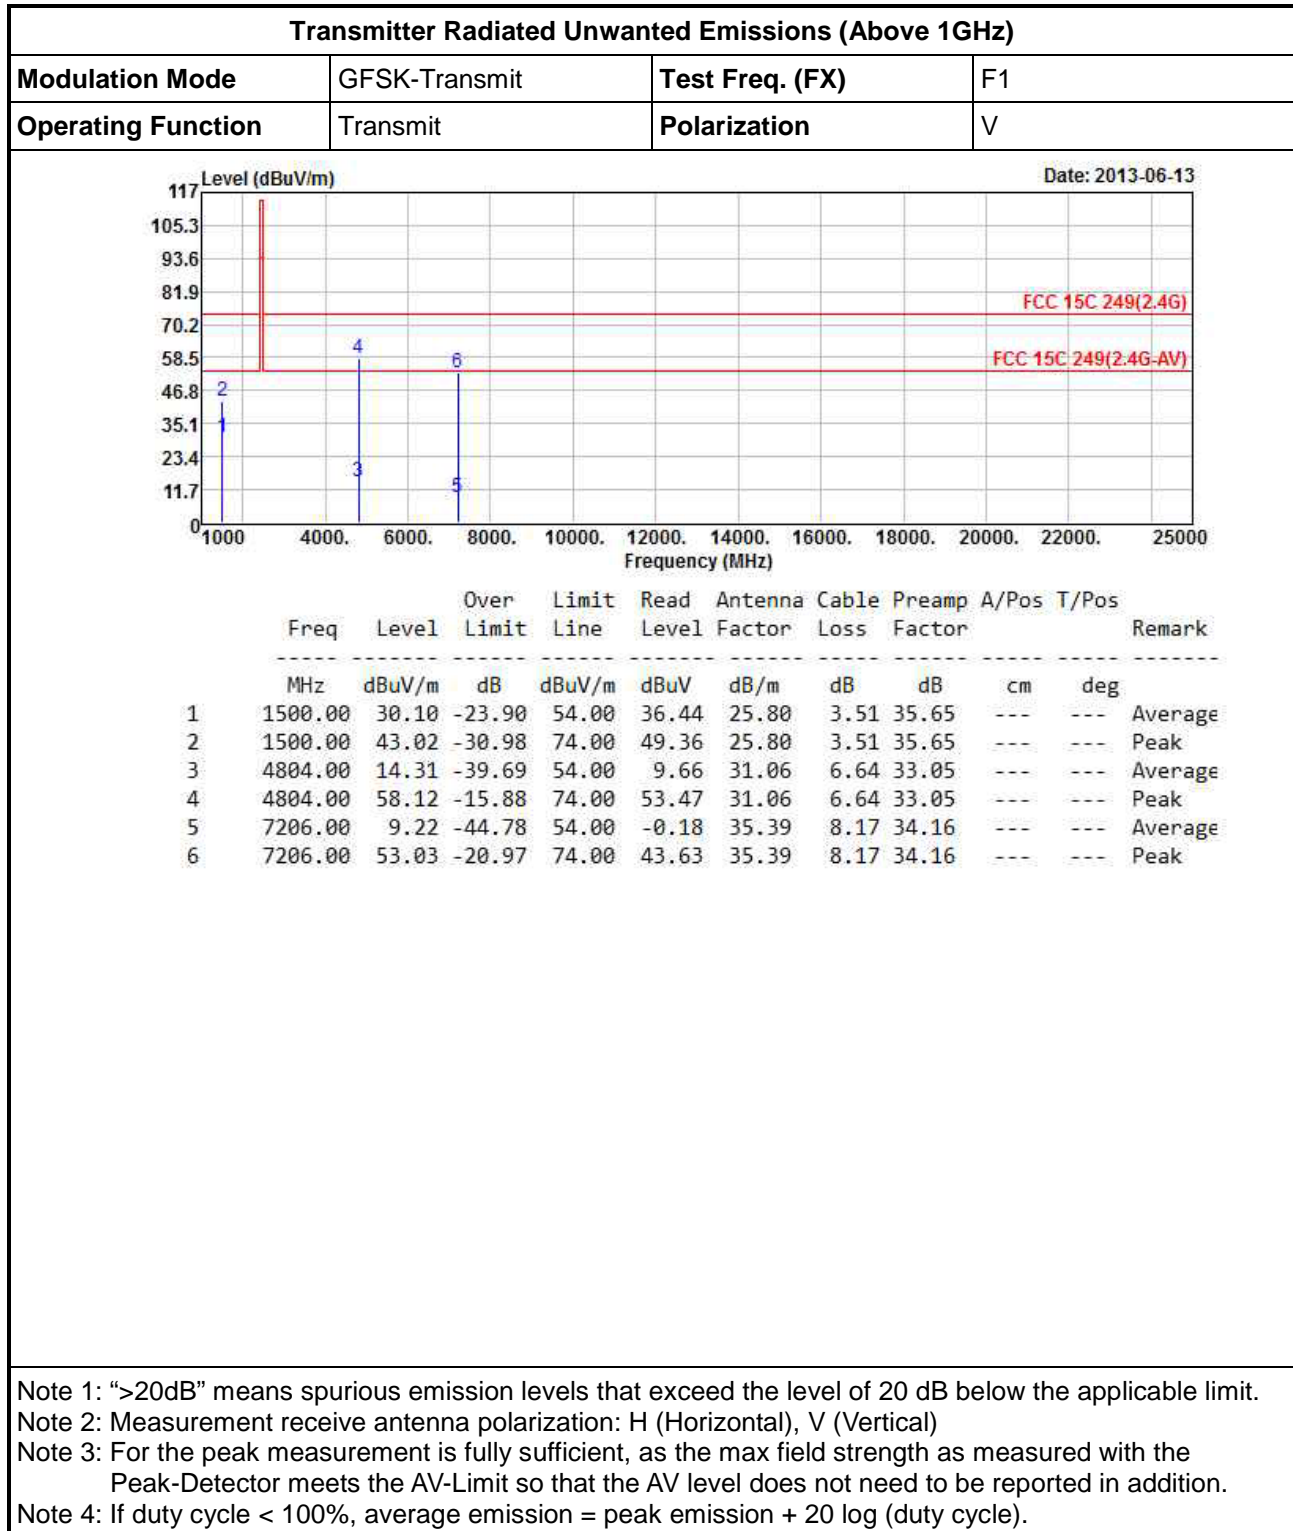 Transmitter Radiated Unwanted Emissions (Above 1GHz)
Modulation Mode GFSK-Transmit Test Freq. (FX) F1
Operating Function Transmit Polarization V
Level (dBuV/m) Date: 2013-06-13
117
105.3
93.6
81.9
FCC 15C 249(2.4G)
70.2
4
6
58.5
FCC 15C 249(2.4G-AV)
46.8
2
35.1
1
23.4
3
11.7
5
0
1000 4000. 6000. 8000. 10000. 12000. 14000. 16000. 18000. 20000. 22000. 25000
Frequency (MHz)
Over Limit Read Antenna Cable Preamp A/Pos T/Pos
Freq Level Limit Line Level Factor Loss Factor Remark
----- ------- ------ ------ ------- ------ ----- ------ ----- ----- -------
MHz dBuV/m dB dBuV/m dBuV dB/m dB dB cm deg
1 1500.00 30.10 -23.90 54.00 36.44 25.80 3.51 35.65 --- --- Average
2 1500.00 43.02 -30.98 74.00 49.36 25.80 3.51 35.65 --- --- Peak
3 4804.00 14.31 -39.69 54.00 9.66 31.06 6.64 33.05 --- --- Average
4 4804.00 58.12 -15.88 74.00 53.47 31.06 6.64 33.05 --- --- Peak
5 7206.00 9.22 -44.78 54.00 -0.18 35.39 8.17 34.16 --- --- Average
6 7206.00 53.03 -20.97 74.00 43.63 35.39 8.17 34.16 --- --- Peak
Note 1: “>20dB” means spurious emission levels that exceed the level of 20 dB below the applicable limit.
Note 2: Measurement receive antenna polarization: H (Horizontal), V (Vertical)
Note 3: For the peak measurement is fully sufficient, as the max field strength as measured with the
Peak-Detector meets the AV-Limit so that the AV level does not need to be reported in addition.
Note 4: If duty cycle < 100%, average emission = peak emission + 20 log (duty cycle).